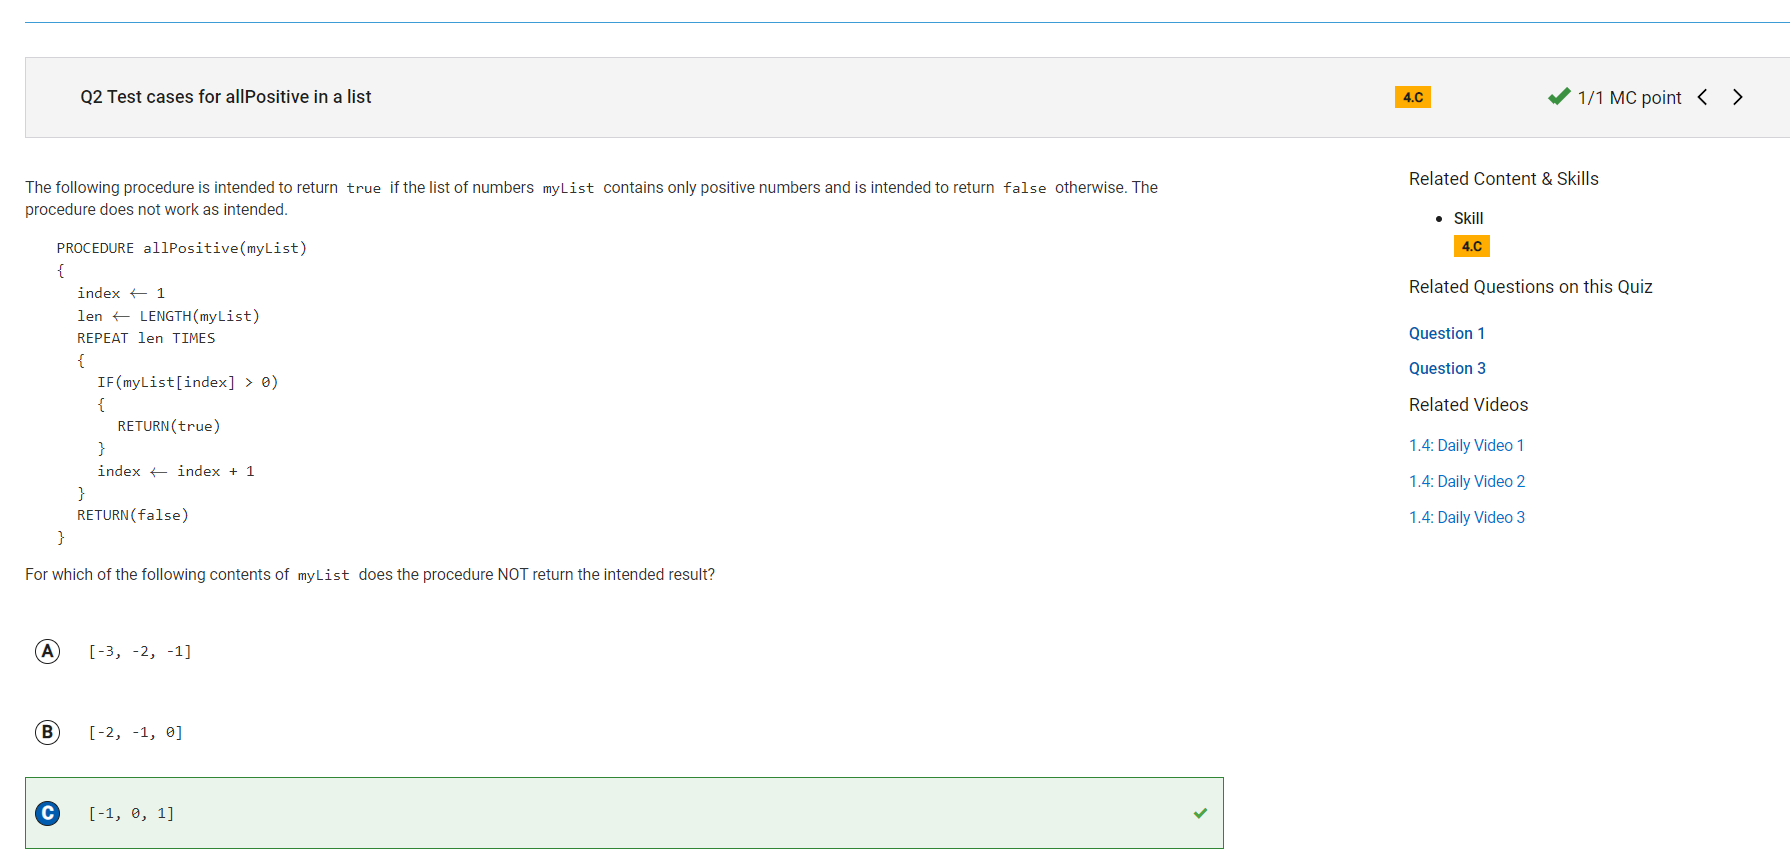 Q2 Test cases for allPositive in a list
4.C
1/1 MC point
The following procedure is intended to return true if the list of numbers myList contains only positive numbers and is intended to return false otherwise. The
procedure does not work as intended.
PROCEDURE allPositive(myList)
{
index ← 1
len ← LENGTH(myList)
REPEAT len TIMES
{
IF(myList[index] > 0)
{
RETURN(true)
}
index ← index + 1
}
RETURN(false)
}
For which of the following contents of myList does the procedure NOT return the intended result?
A [-3, -2, -1]
B [-2, -1, 0]
C [-1, 0, 1]
Related Content & Skills
• Skill
4.C
Related Questions on this Quiz
Question 1
Question 3
Related Videos
1.4: Daily Video 1
1.4: Daily Video 2
1.4: Daily Video 3